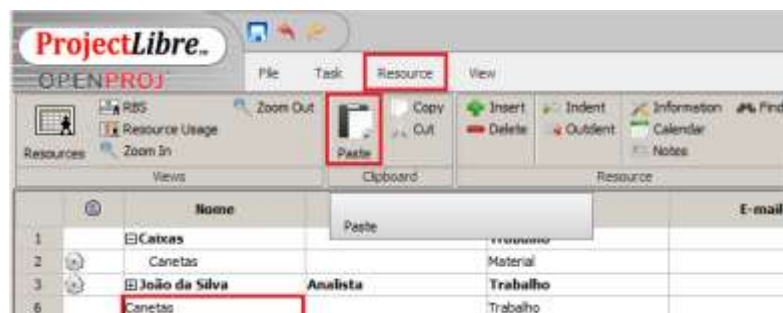 ProjectLibre
OPENPROJ
File Task Resource View
RBS Zoom Out Copy Insert Indent Information Find
Resource Usage Cut Delete Outdent Calendar
Resources Zoom In Paste Notes
Views Clipboard Resource
Nome E-mail
Paste
1 Caixas
2 Canetas Material
3 João da Silva Analista Trabalho
6 Canetas Trabalho